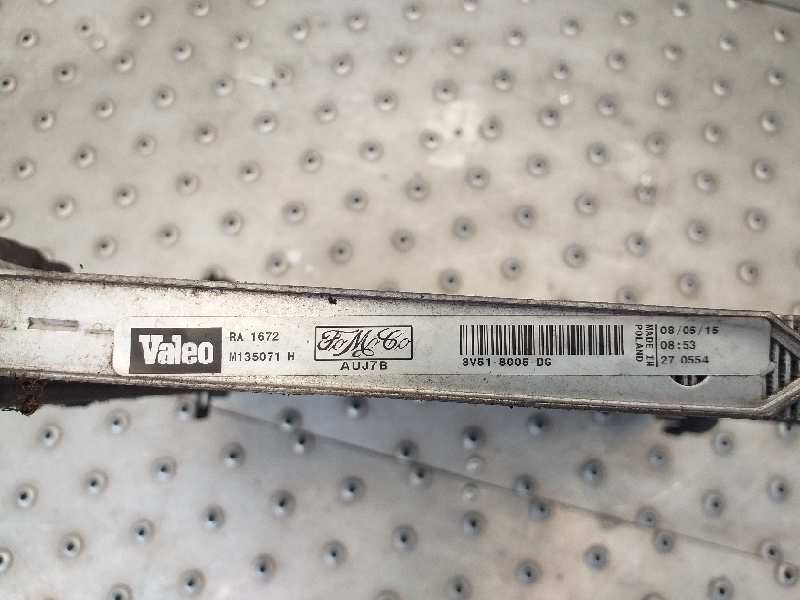 Valeo
RA 1672
M135071 H
FoMoCo
AUJ7B
8V51-8005 DG
MADE IN
POLAND
08/05/15
08:53
27 0554